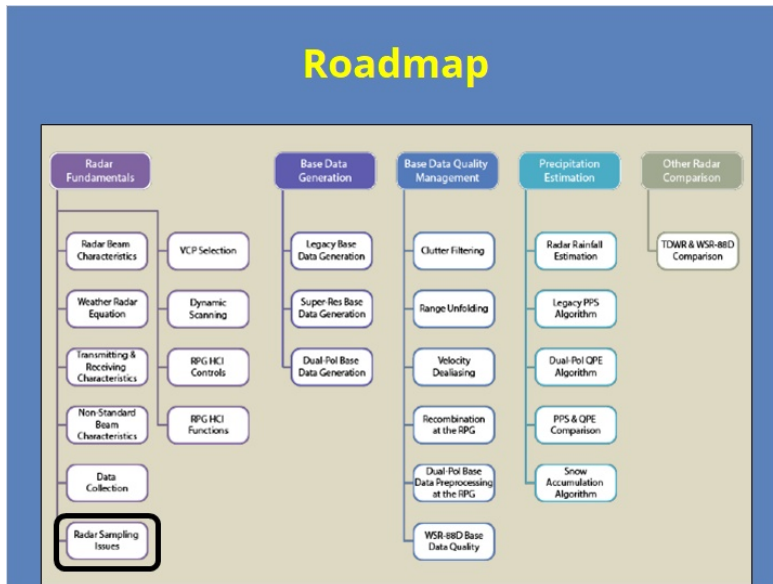 Roadmap
Radar
Fundamentals
Radar Beam
Characteristics
Weather Radar
Equation
Transmitting &
Receiving
Characteristics
Non-Standard
Beam
Characteristics
Data
Collection
Radar Sampling
Issues
VCP Selection
Dynamic
Scanning
RPG HCI
Controls
RPG HCI
Functions
Base Data
Generation
Legacy Base
Data Generation
Super-Res Base
Data Generation
Dual-Pol Base
Data Generation
Base Data Quality
Management
Clutter Filtering
Range Unfolding
Velocity
Dealiasing
Recombination
at the RPG
Dual-Pol Base
Data Preprocessing
at the RPG
WSR-88D Base
Data Quality
Precipitation
Estimation
Radar Rainfall
Estimation
Legacy PPS
Algorithm
Dual-Pol QPE
Algorithm
PPS & QPE
Comparison
Snow
Accumulation
Algorithm
Other Radar
Comparison
TDWR & WSR-88D
Comparison